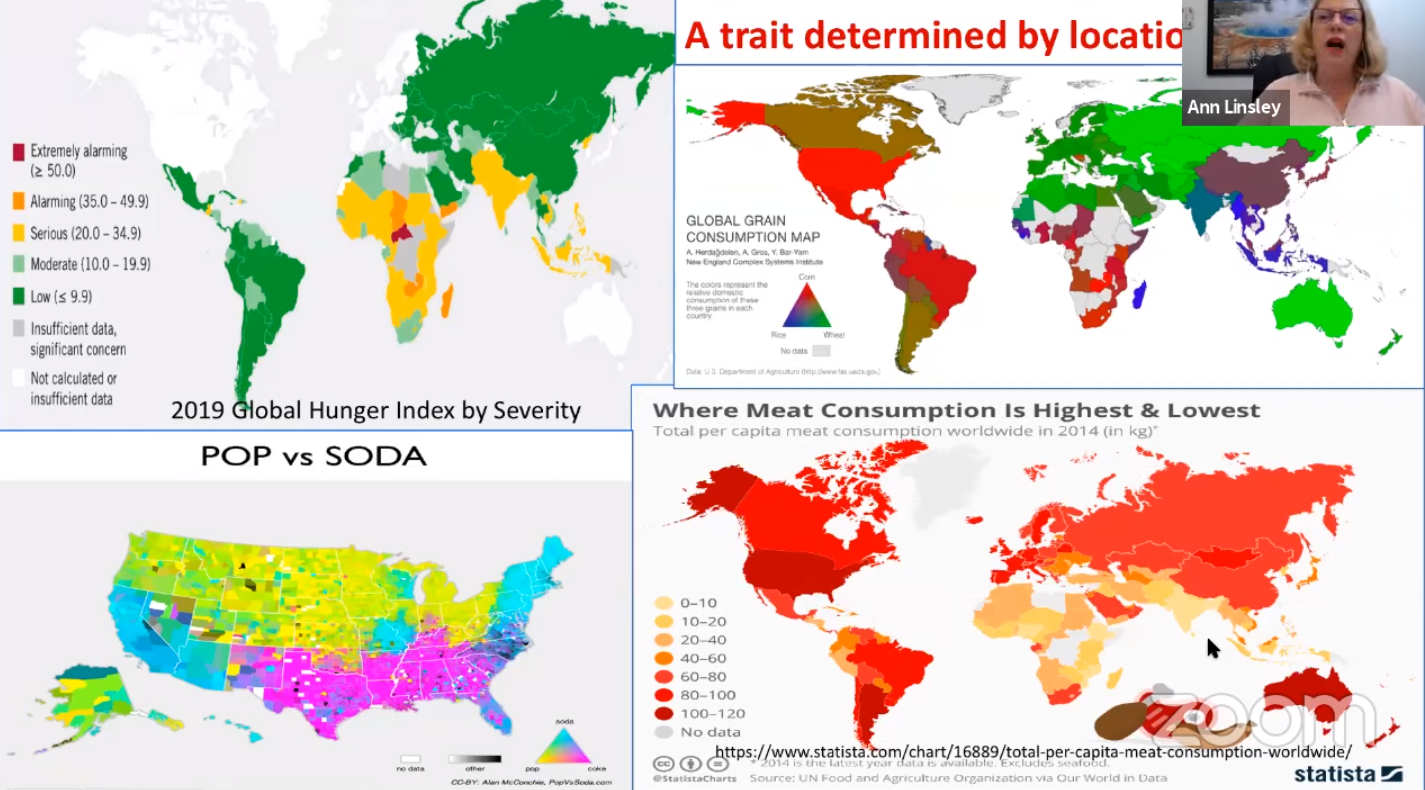 Extremely alarming
(≥ 50.0)
Alarming (35.0 – 49.9)
Serious (20.0 – 34.9)
Moderate (10.0 – 19.9)
Low (≤ 9.9)
Insufficient data,
significant concern
Not calculated or
insufficient data
2019 Global Hunger Index by Severity
A trait determined by locatio
Ann Linsley
GLOBAL GRAIN
CONSUMPTION MAP
A. Herdağdelen, A. Gros, Y. Bar-Yam
New England Complex Systems Institute
The colors represent the
relative domestic
consumption of these
three grains in each
country.
Corn
Rice
Wheat
No data
Data: U.S. Department of Agriculture (http://www.fas.usda.gov/)
POP vs SODA
soda
pop
coke
no data
other
CC-BY: Alan McConchie, PopVsSoda.com
Where Meat Consumption Is Highest & Lowest
Total per capita meat consumption worldwide in 2014 (in kg)*
0–10
10–20
20–40
40–60
60–80
80–100
100–120
No data
zoom
https://www.statista.com/chart/16889/total-per-capita-meat-consumption-worldwide/
* 2014 is the latest year data is available. Excludes seafood.
@StatistaCharts
Source: UN Food and Agriculture Organization via Our World in Data
statista